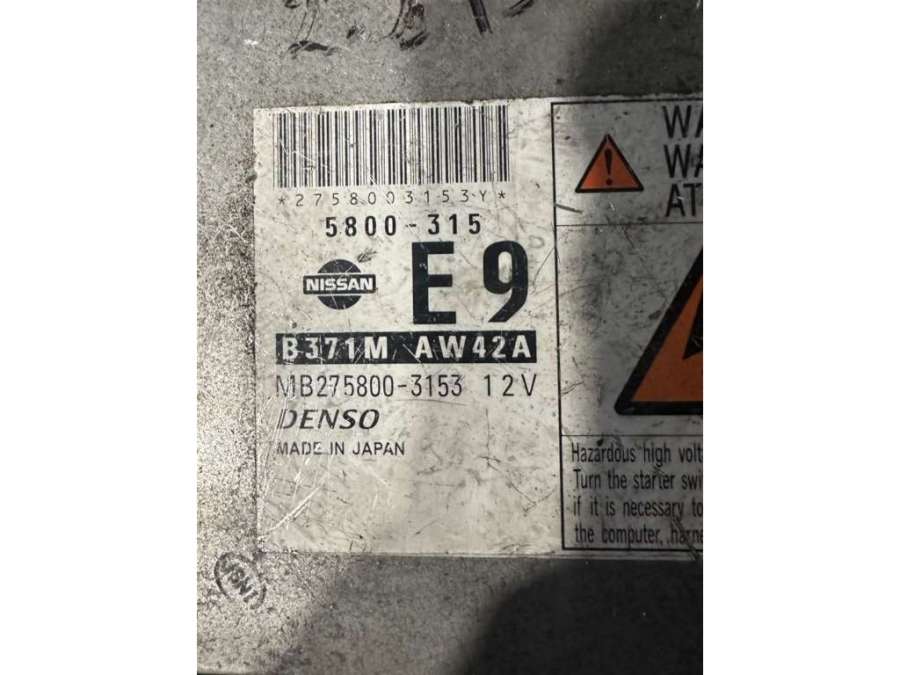 *2758003153Y*
5800-315
NISSAN
E9
B371M AW42A
MB275800-3153 12V
DENSO
MADE IN JAPAN
WA
WA
AT
Hazardous high volt
Turn the starter swi
if it is necessary to
the computer, harne